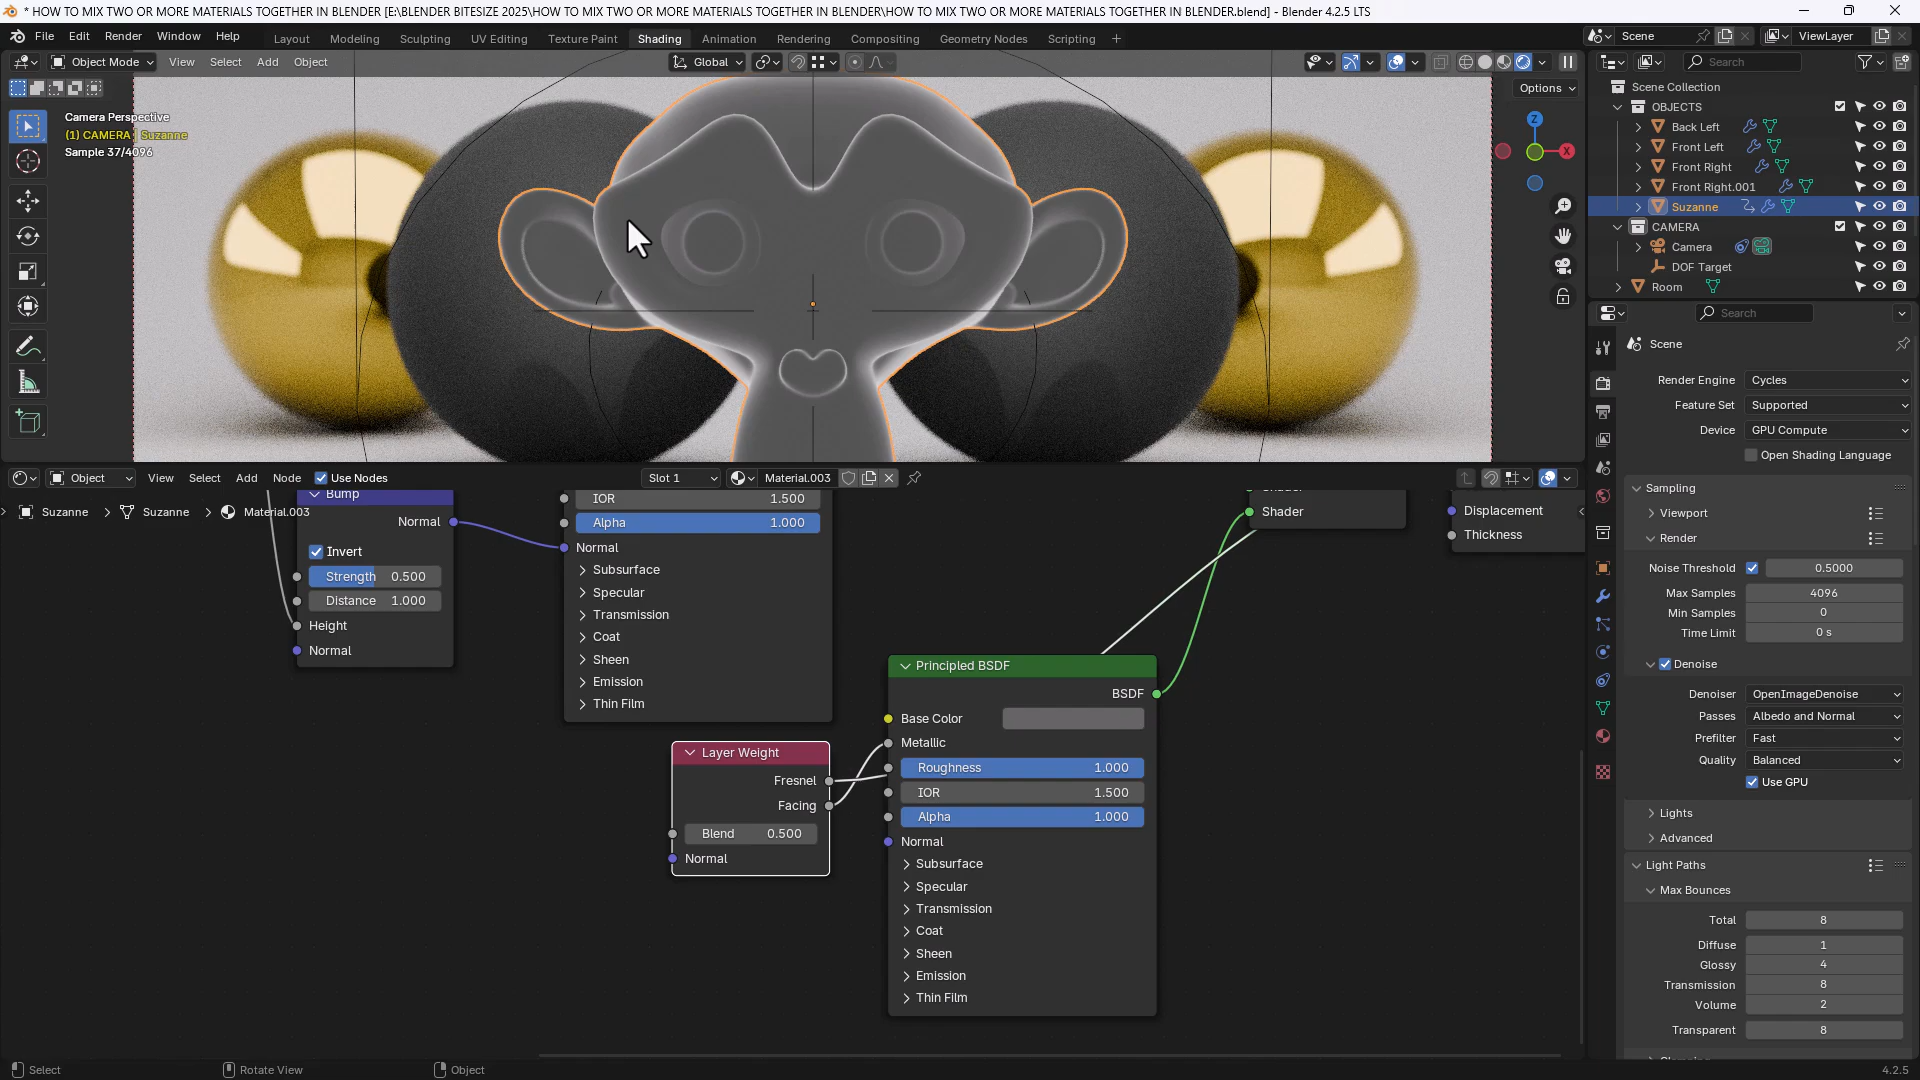 * HOW TO MIX TWO OR MORE MATERIALS TOGETHER IN BLENDER [E:\BLENDER BITESIZE 2025\HOW TO MIX TWO OR MORE MATERIALS TOGETHER IN BLENDER\HOW TO MIX TWO OR MORE MATERIALS TOGETHER IN BLENDER.blend] - Blender 4.2.5 LTS
File Edit Render Window Help Layout Modeling Sculpting UV Editing Texture Paint Shading Animation Rendering Compositing Geometry Nodes Scripting + Scene ViewLayer
Object Mode View Select Add Object Global Search
Options
Camera Perspective
(1) CAMERA | Suzanne
Sample 37/4096
Z
X
Scene Collection
OBJECTS
Back Left
Front Left
Front Right
Front Right.001
Suzanne
CAMERA
Camera
DOF Target
Room
Search
Scene
Render Engine Cycles
Feature Set Supported
Device GPU Compute
Open Shading Language
Sampling
Viewport
Render
Noise Threshold 0.5000
Max Samples 4096
Min Samples 0
Time Limit 0 s
Denoise
Denoiser OpenImageDenoise
Passes Albedo and Normal
Prefilter Fast
Quality Balanced
Use GPU
Lights
Advanced
Light Paths
Max Bounces
Total 8
Diffuse 1
Glossy 4
Transmission 8
Volume 2
Transparent 8
Object View Select Add Node Use Nodes Slot 1 Material.003
Suzanne > Suzanne > Material.003
Bump
Normal
Invert
Strength 0.500
Distance 1.000
Height
Normal
IOR 1.500
Alpha 1.000
Normal
Subsurface
Specular
Transmission
Coat
Sheen
Emission
Thin Film
Layer Weight
Fresnel
Facing
Blend 0.500
Normal
Principled BSDF
BSDF
Base Color
Metallic
Roughness 1.000
IOR 1.500
Alpha 1.000
Normal
Subsurface
Specular
Transmission
Coat
Sheen
Emission
Thin Film
Shader
Displacement
Thickness
Select Rotate View Object 4.2.5